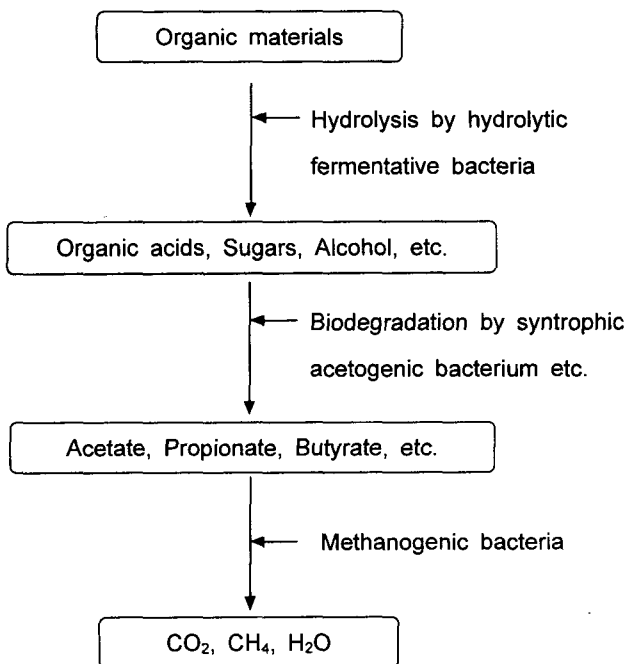 Organic materials
Hydrolysis by hydrolytic
fermentative bacteria
Organic acids, Sugars, Alcohol, etc.
Biodegradation by syntrophic
acetogenic bacterium etc.
Acetate, Propionate, Butyrate, etc.
Methanogenic bacteria
CO₂, CH₄, H₂O